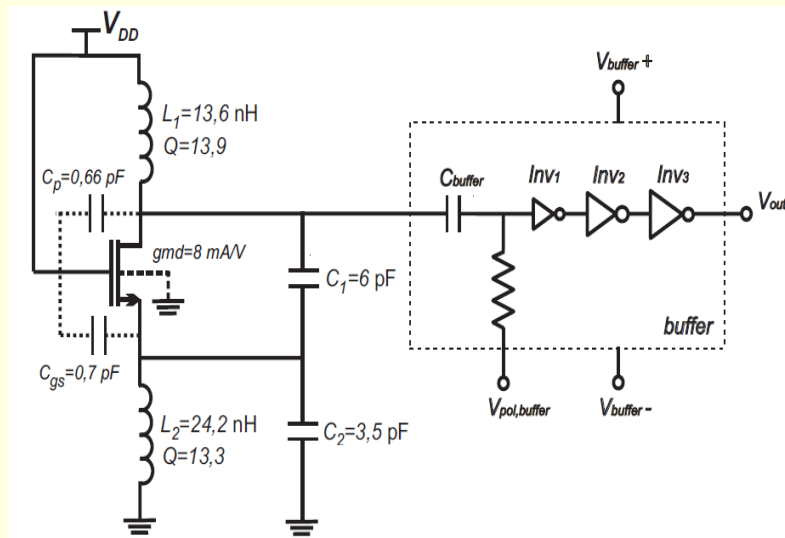 VDD
L1=13,6 nH
Q=13,9
Cp=0,66 pF
gmd=8 mA/V
C1=6 pF
Cgs=0,7 pF
L2=24,2 nH
Q=13,3
C2=3,5 pF
Vbuffer+
Cbuffer
Inv1
Inv2
Inv3
Vout
buffer
Vpol,buffer
Vbuffer-